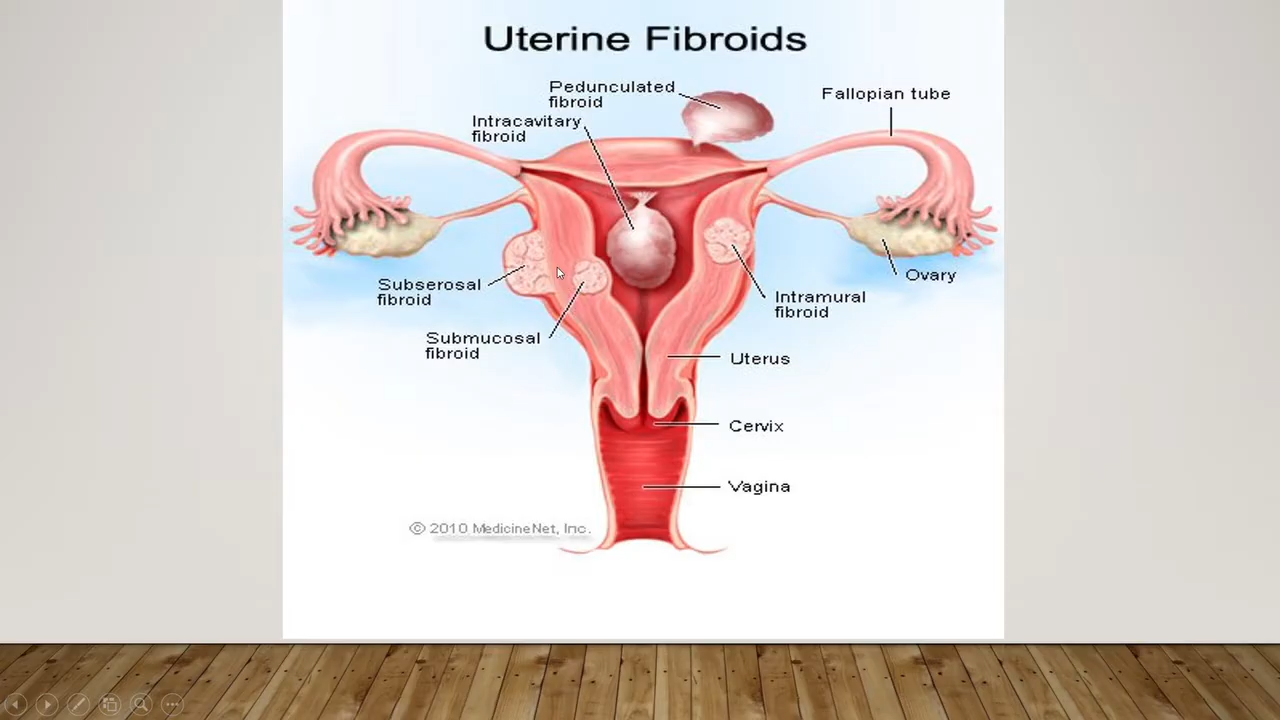 Uterine Fibroids
Pedunculated
fibroid
Fallopian tube
Intracavitary
fibroid
Subserosal
fibroid
Ovary
Intramural
fibroid
Submucosal
fibroid
Uterus
Cervix
Vagina
© 2010 MedicineNet, Inc.